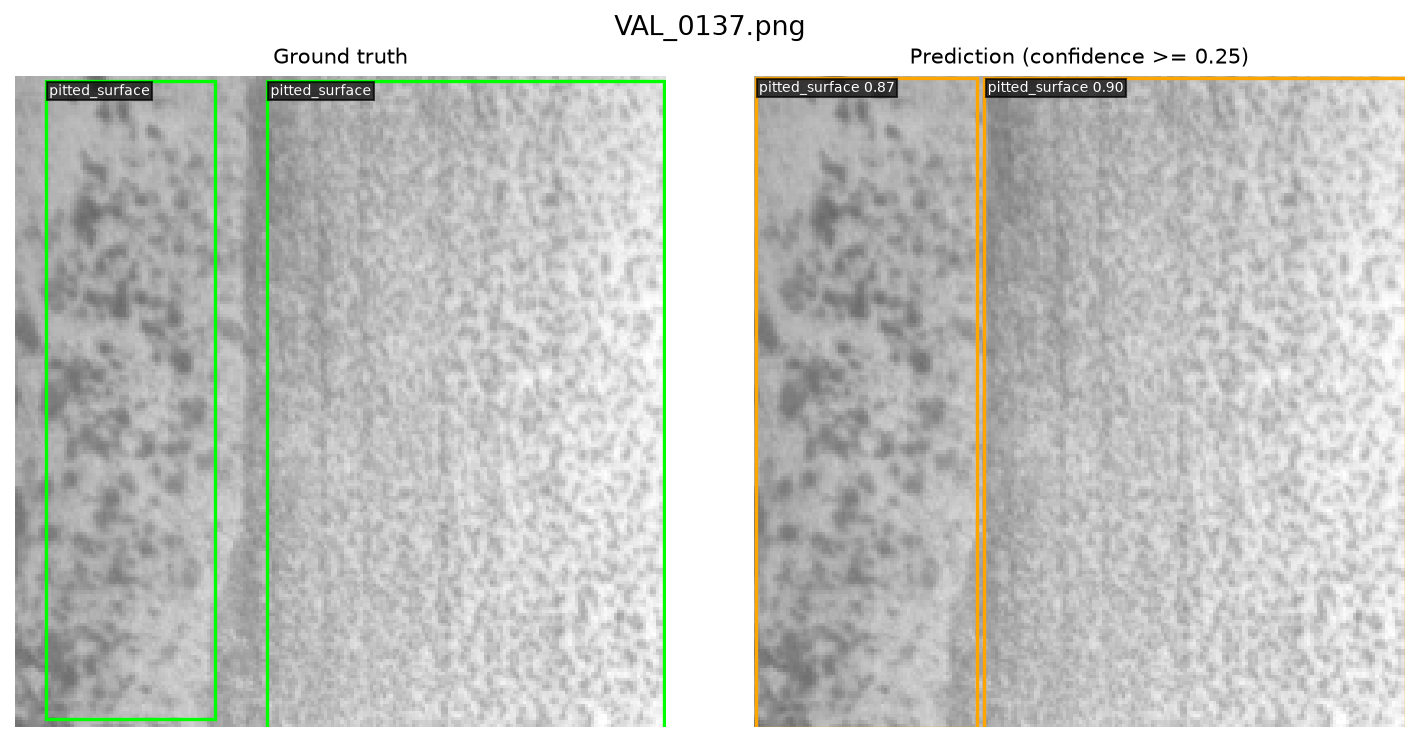 VAL_0137.png
Ground truth
Prediction (confidence >= 0.25)
pitted_surface
pitted_surface
pitted_surface 0.87
pitted_surface 0.90